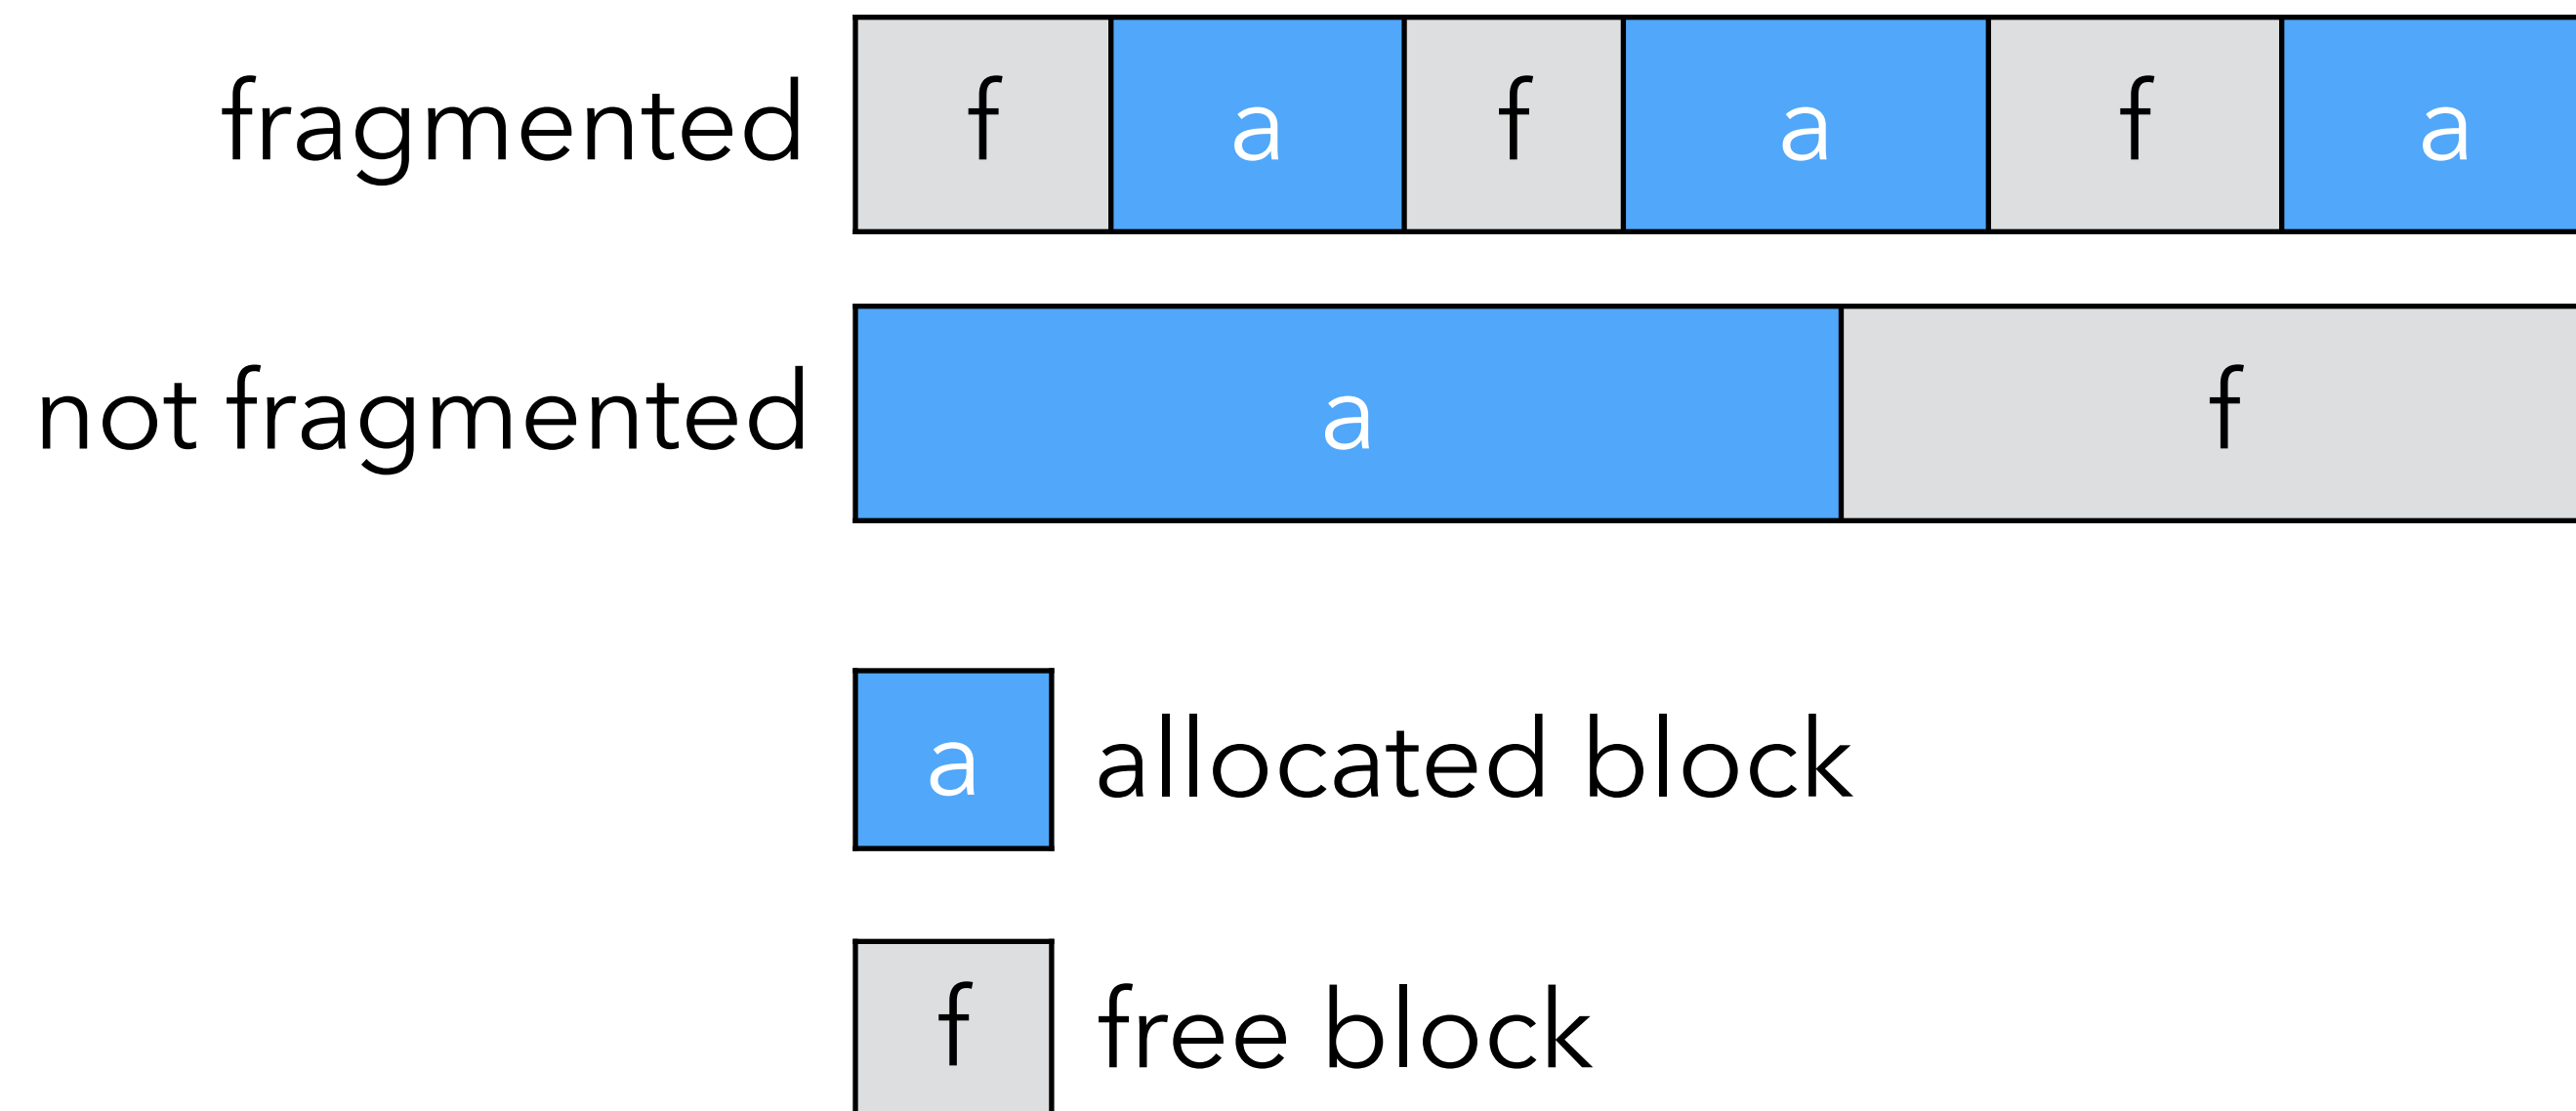 fragmented f a f a f a
not fragmented a f
a allocated block
f free block